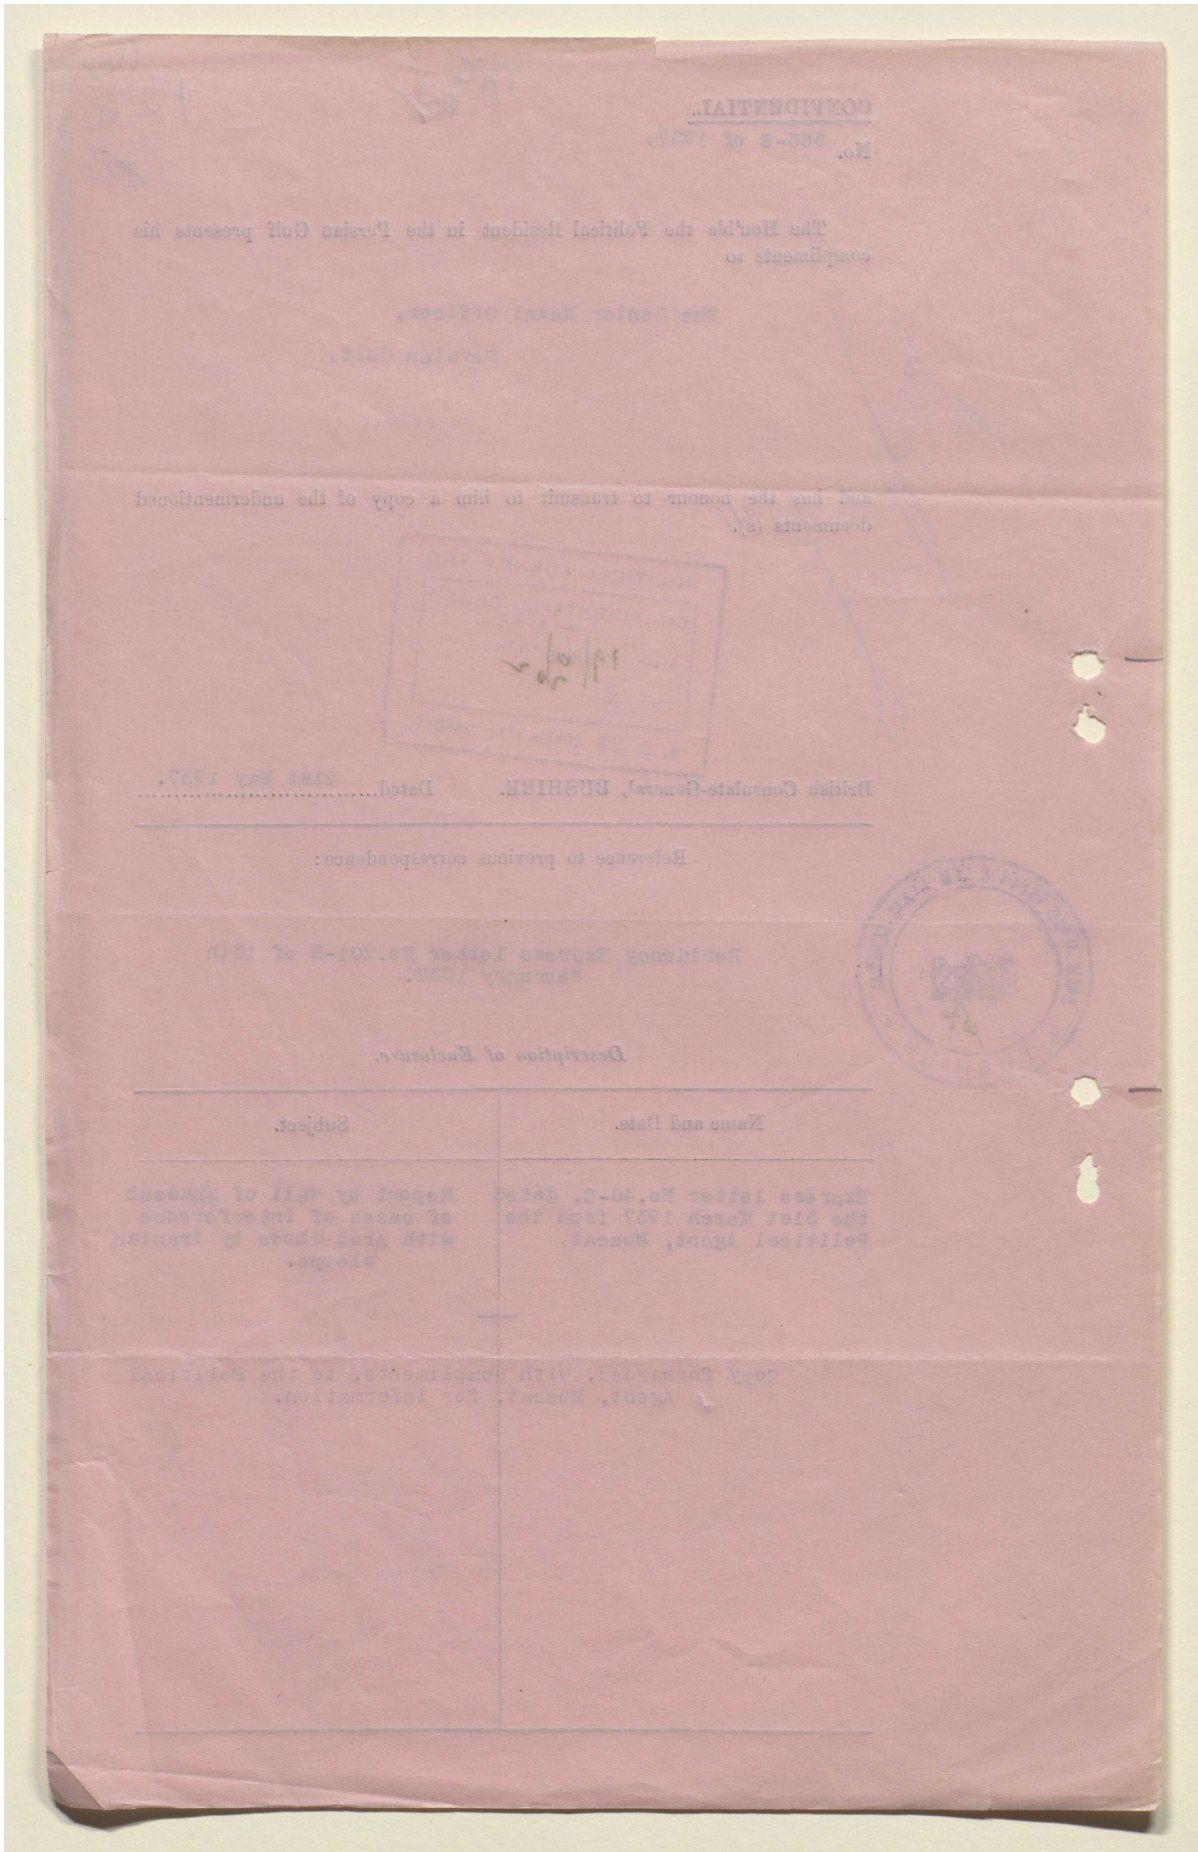 CONFIDENTIAL.
No. 366-S of 1937.
The Hon'ble the Political Resident in the Persian Gulf presents his
compliments to
The Senior Naval Officer,
Persian Gulf.
and has the honour to transmit to him a copy of the undermentioned
documents (s).
British Consulate-General, BUSHIRE. Dated 21st May 1937.
Reference to previous correspondence:
Residency Express letter No.201-S of 
1937.
Description of Enclosure.
Name and Date. Subject.
Express letter No.40-C. dated Report by Wali of Khasab
the 31st March 1937 from the of cases of interference
Political Agent, Muscat. with Arab dhows by Iranian
sloops.
Copy forwarded, with compliments, to the Political
Agent, Muscat, for information.